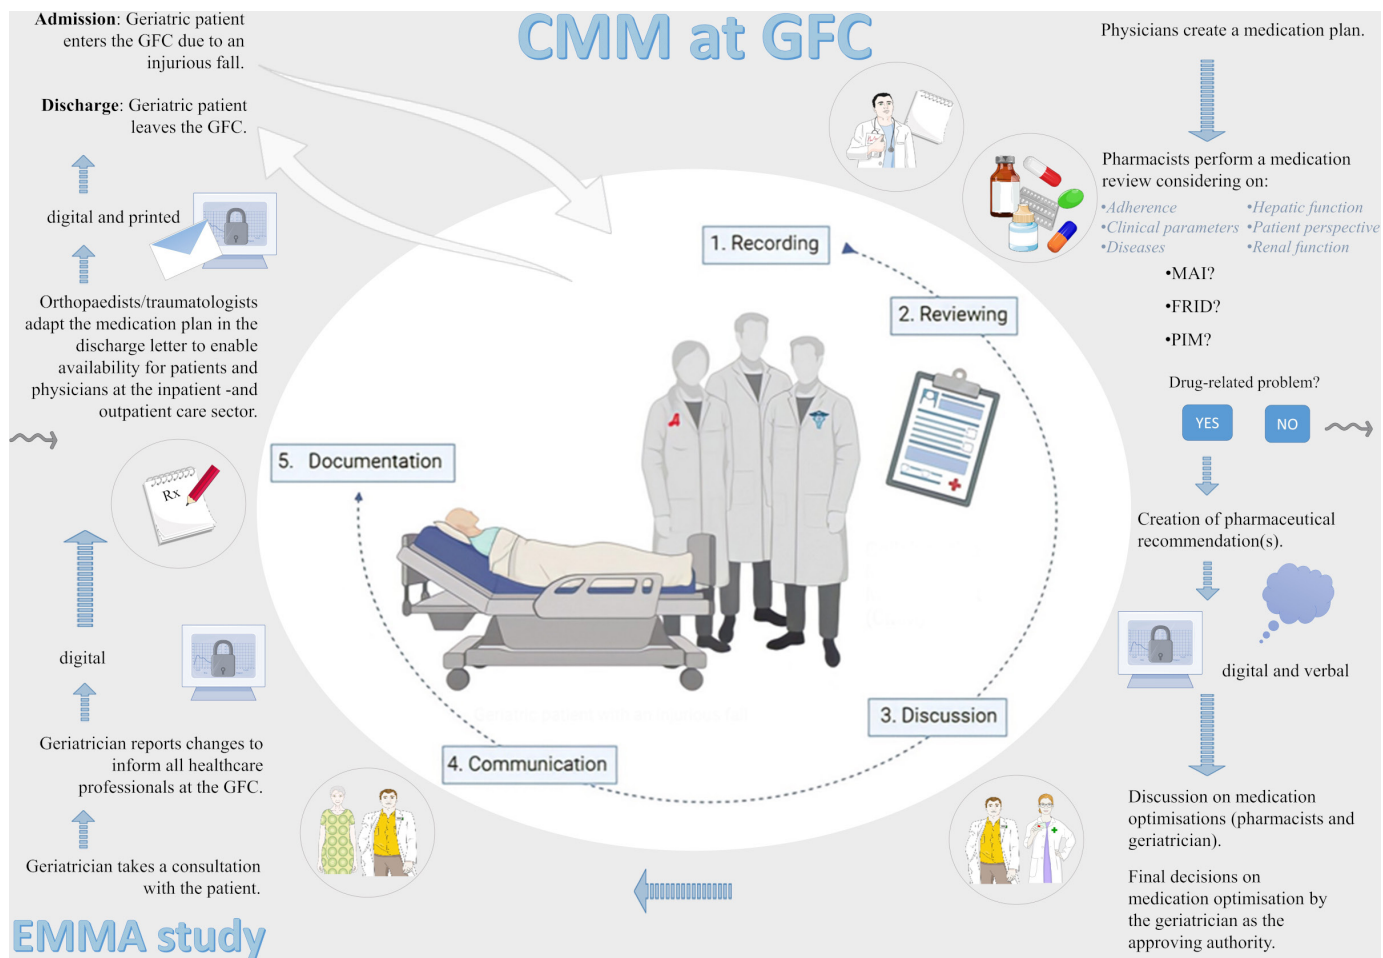 CMM at GFC
Admission: Geriatric patient
enters the GFC due to an
injurious fall.
Discharge: Geriatric patient
leaves the GFC.
digital and printed
Orthopaedists/traumatologists
adapt the medication plan in the
discharge letter to enable
availability for patients and
physicians at the inpatient -and
outpatient care sector.
Rx
digital
Geriatrician reports changes to
inform all healthcare
professionals at the GFC.
Geriatrician takes a consultation
with the patient.
EMMA study
1. Recording
2. Reviewing
3. Discussion
4. Communication
5. Documentation
Physicians create a medication plan.
Pharmacists perform a medication
review considering on:
•Adherence
•Hepatic function
•Clinical parameters
•Patient perspective
•Diseases
•Renal function
•MAI?
•FRID?
•PIM?
Drug-related problem?
YES
NO
Creation of pharmaceutical
recommendation(s).
digital and verbal
Discussion on medication
optimisations (pharmacists and
geriatrician).
Final decisions on
medication optimisation by
the geriatrician as the
approving authority.